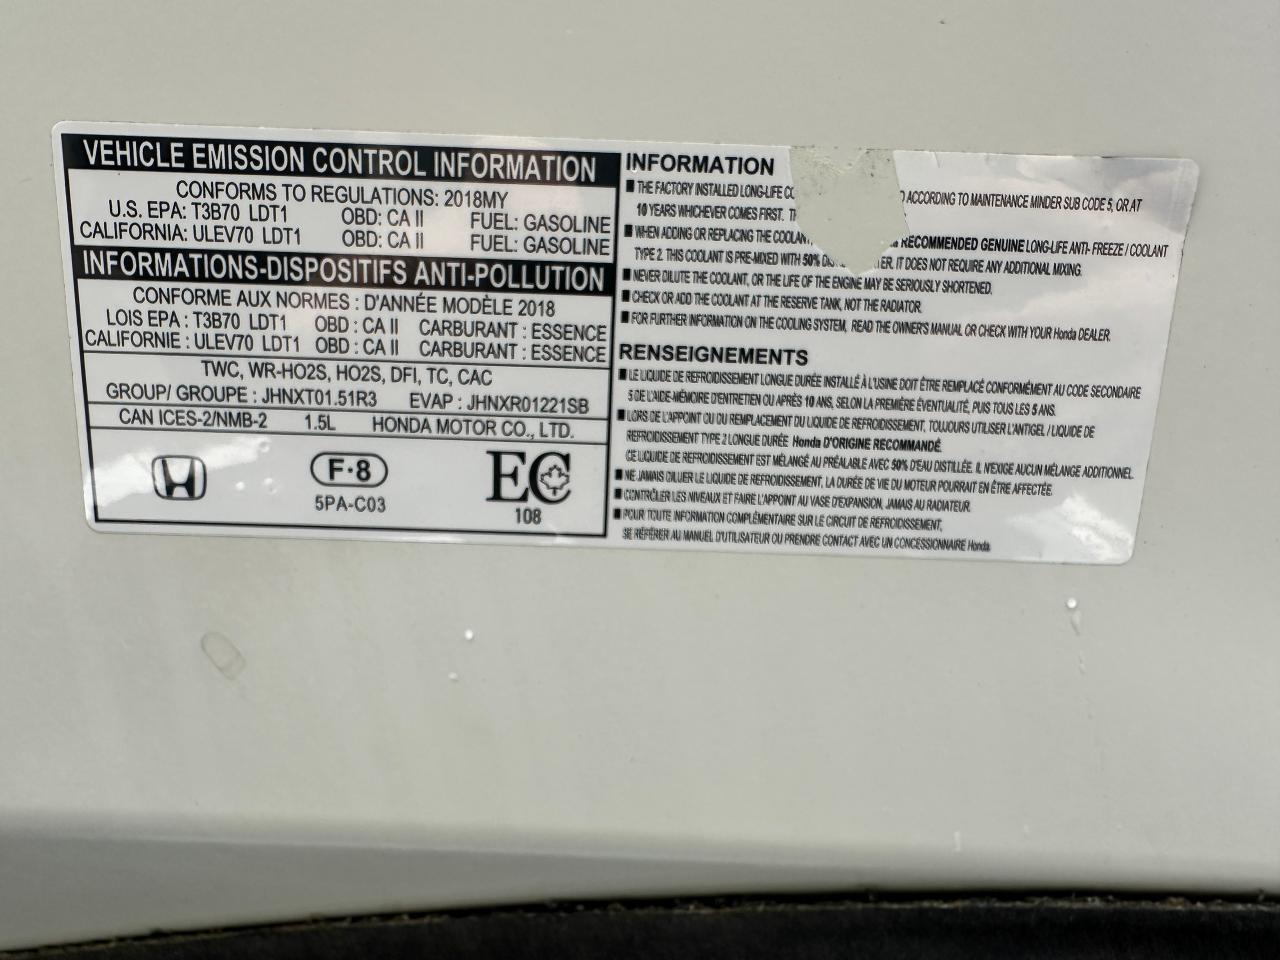 VEHICLE EMISSION CONTROL INFORMATION
CONFORMS TO REGULATIONS: 2018MY
U.S. EPA: T3B70 LDT1 OBD: CA II FUEL: GASOLINE
CALIFORNIA: ULEV70 LDT1 OBD: CA II FUEL: GASOLINE
INFORMATIONS-DISPOSITIFS ANTI-POLLUTION
CONFORME AUX NORMES : D'ANNÉE MODÈLE 2018
LOIS EPA : T3B70 LDT1 OBD : CA II CARBURANT : ESSENCE
CALIFORNIE : ULEV70 LDT1 OBD : CA II CARBURANT : ESSENCE
TWC, WR-HO2S, HO2S, DFI, TC, CAC
GROUP/ GROUPE : JHNXT01.51R3 EVAP : JHNXR01221SB
CAN ICES-2/NMB-2 1.5L HONDA MOTOR CO., LTD.
F·8
5PA-C03
EC
108
INFORMATION
■ THE FACTORY INSTALLED LONG-LIFE ACCORDING TO MAINTENANCE MINDER SUB CODE 5, OR AT
10 YEARS WHICHEVER COMES FIRST.
■ WHEN ADDING OR REPLACING THE RECOMMENDED GENUINE LONG-LIFE ANTI- FREEZE / COOLANT
TYPE 2. THIS COOLANT IS PRE-MIXED WITH 50% IT DOES NOT REQUIRE ANY ADDITIONAL MIXING.
■ NEVER DILUTE THE COOLANT, OR THE LIFE OF THE ENGINE MAY BE SERIOUSLY SHORTENED.
■ CHECK OR ADD THE COOLANT AT THE RESERVE TANK, NOT THE RADIATOR.
■ FOR FURTHER INFORMATION ON THE COOLING SYSTEM, READ THE OWNER'S MANUAL OR CHECK WITH YOUR Honda DEALER.
RENSEIGNEMENTS
■ LE LIQUIDE DE REFROIDISSEMENT LONGUE DURÉE INSTALLÉ À L'USINE DOIT ÊTRE REMPLACÉ CONFORMÉMENT AU CODE SECONDAIRE
5 DE L'AIDE-MÉMOIRE D'ENTRETIEN OU APRÈS 10 ANS, SELON LA PREMIÈRE ÉVENTUALITÉ, PUIS TOUS LES 5 ANS.
■ LORS DE L'APPOINT OU DU REMPLACEMENT DU LIQUIDE DE REFROIDISSEMENT, TOUJOURS UTILISER L'ANTIGEL / LIQUIDE DE
REFROIDISSEMENT TYPE 2 LONGUE DURÉE Honda D'ORIGINE RECOMMANDÉ.
CE LIQUIDE DE REFROIDISSEMENT EST MÉLANGÉ AU PRÉALABLE AVEC 50% D'EAU DISTILLÉE. IL N'EXIGE AUCUN MÉLANGE ADDITIONNEL.
■ NE JAMAIS DILUER LE LIQUIDE DE REFROIDISSEMENT, LA DURÉE DE VIE DU MOTEUR POURRAIT EN ÊTRE AFFECTÉE.
■ CONTRÔLER LES NIVEAUX ET FAIRE L'APPOINT AU VASE D'EXPANSION, JAMAIS AU RADIATEUR.
■ POUR TOUTE INFORMATION COMPLÉMENTAIRE SUR LE CIRCUIT DE REFROIDISSEMENT,
SE RÉFÉRER AU MANUEL D'UTILISATEUR OU PRENDRE CONTACT AVEC UN CONCESSIONNAIRE Honda